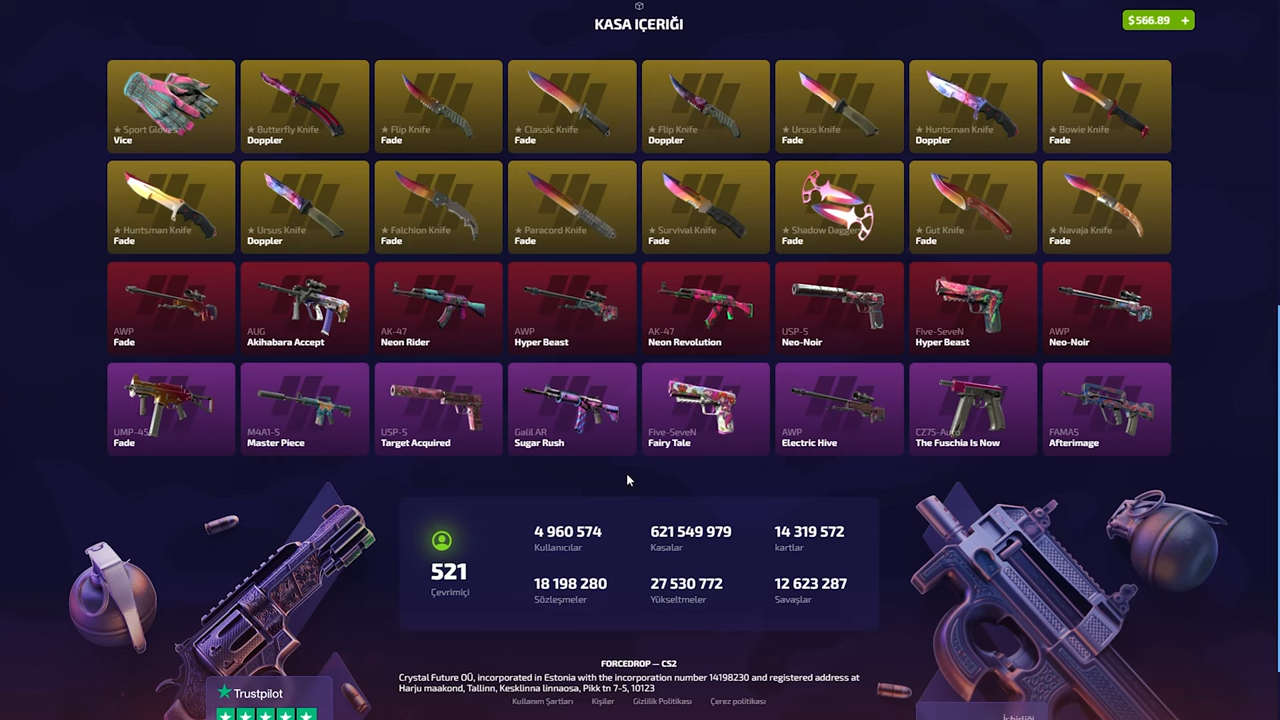 KASA IÇERIĞI
$566.89 +
★ Sport Gloves
Vice
★ Butterfly Knife
Doppler
★ Flip Knife
Fade
★ Classic Knife
Fade
★ Flip Knife
Doppler
★ Ursus Knife
Fade
★ Huntsman Knife
Doppler
★ Bowie Knife
Fade
★ Huntsman Knife
Fade
★ Ursus Knife
Doppler
★ Falchion Knife
Fade
★ Paracord Knife
Fade
★ Survival Knife
Fade
★ Shadow Daggers
Fade
★ Gut Knife
Fade
★ Navaja Knife
Fade
AWP
Fade
AUG
Akihabara Accept
AK-47
Neon Rider
AWP
Hyper Beast
AK-47
Neon Revolution
USP-S
Neo-Noir
Five-SeveN
Hyper Beast
AWP
Neo-Noir
UMP-45
Fade
M4A1-S
Master Piece
USP-S
Target Acquired
Galil AR
Sugar Rush
Five-SeveN
Fairy Tale
AWP
Electric Hive
CZ75-Auto
The Fuschia Is Now
FAMAS
Afterimage
521
Çevrimiçi
4 960 574
Kullanıcılar
621 549 979
Kasalar
14 319 572
kartlar
18 198 280
Sözleşmeler
27 530 772
Yükseltmeler
12 623 287
Savaşlar
FORCEDROP — CS2
Crystal Future OÜ, incorporated in Estonia with the incorporation number 14198230 and registered address at
Harju maakond, Tallinn, Kesklinna linnaosa, Pikk tn 7-5, 10123
Kullanım Şartları Kişiler Gizlilik Politikası Çerez politikası
Trustpilot
İşbirliği